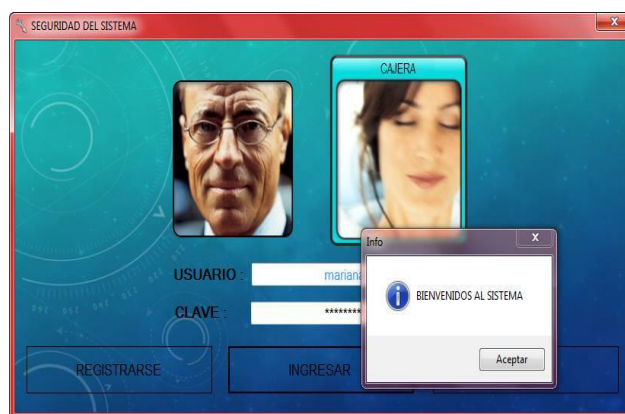 SEGURIDAD DEL SISTEMA
CAJERA
Info
USUARIO :
mariana
BIENVENIDOS AL SISTEMA
CLAVE :
********
Aceptar
REGISTRARSE
INGRESAR